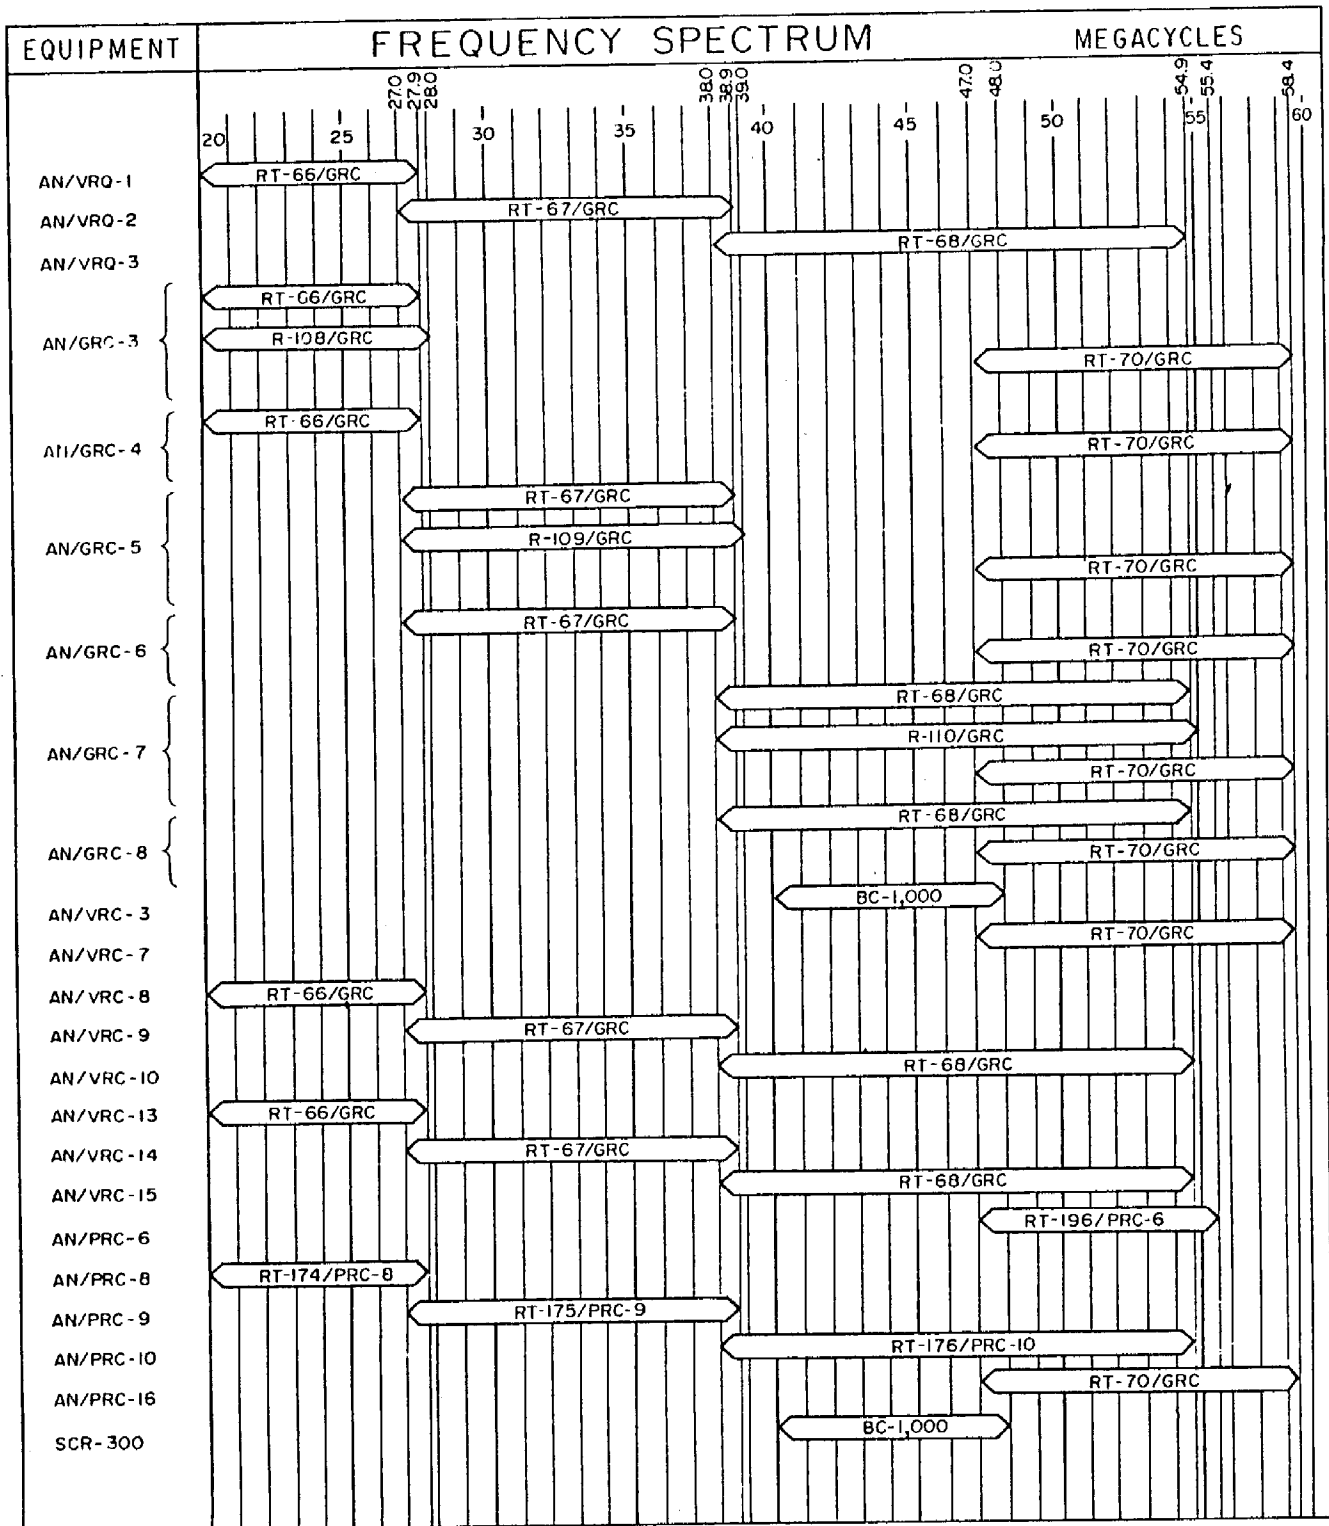 EQUIPMENT FREQUENCY SPECTRUM MEGACYCLES
27.0 27.9 28.0 38.0 38.9 39.0 47.0 48.0 54.9 55.4 58.4
20 25 30 35 40 45 50 55 60
AN/VRQ-1 RT-66/GRC
AN/VRQ-2 RT-67/GRC
AN/VRQ-3 RT-68/GRC
RT-66/GRC
AN/GRC-3 R-108/GRC
RT-70/GRC
RT-66/GRC
AN/GRC-4 RT-70/GRC
RT-67/GRC
AN/GRC-5 R-109/GRC
RT-70/GRC
RT-67/GRC
AN/GRC-6 RT-70/GRC
RT-68/GRC
AN/GRC-7 R-110/GRC
RT-70/GRC
RT-68/GRC
AN/GRC-8 RT-70/GRC
AN/VRC-3 BC-1,000
AN/VRC-7 RT-70/GRC
AN/VRC-8 RT-66/GRC
AN/VRC-9 RT-67/GRC
AN/VRC-10 RT-68/GRC
AN/VRC-13 RT-66/GRC
AN/VRC-14 RT-67/GRC
AN/VRC-15 RT-68/GRC
AN/PRC-6 RT-196/PRC-6
AN/PRC-8 RT-174/PRC-8
AN/PRC-9 RT-175/PRC-9
AN/PRC-10 RT-176/PRC-10
AN/PRC-16 RT-70/GRC
SCR-300 BC-1,000